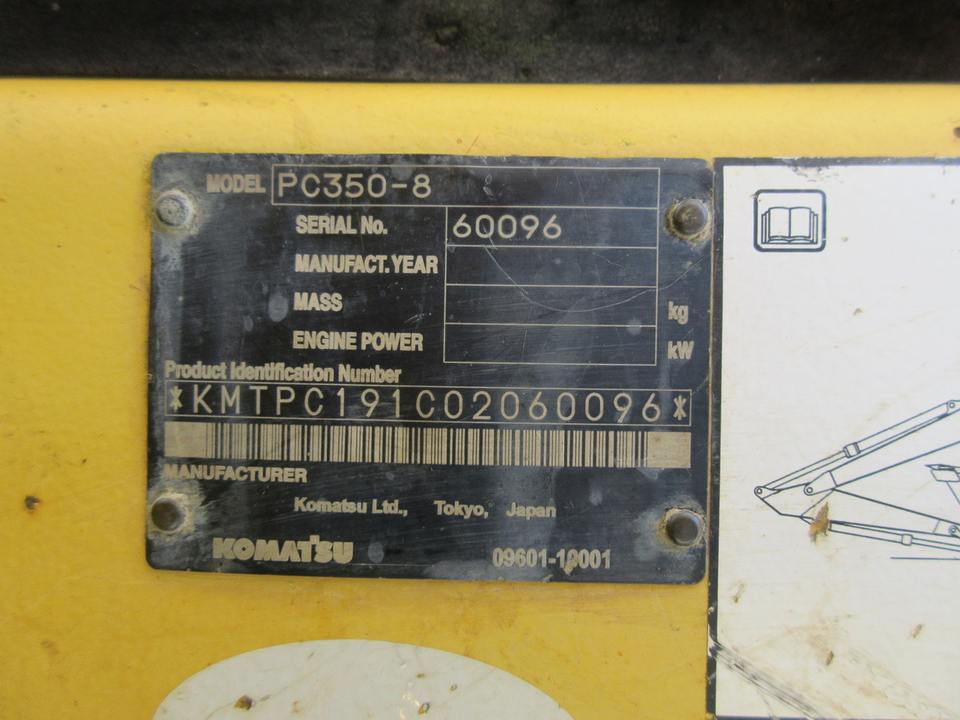 MODEL PC350-8
SERIAL No. 60096
MANUFACT. YEAR
MASS kg
ENGINE POWER kW
Product Identification Number
*KMTPC191C02060096*
MANUFACTURER
Komatsu Ltd., Tokyo, Japan
KOMATSU 09601-10001